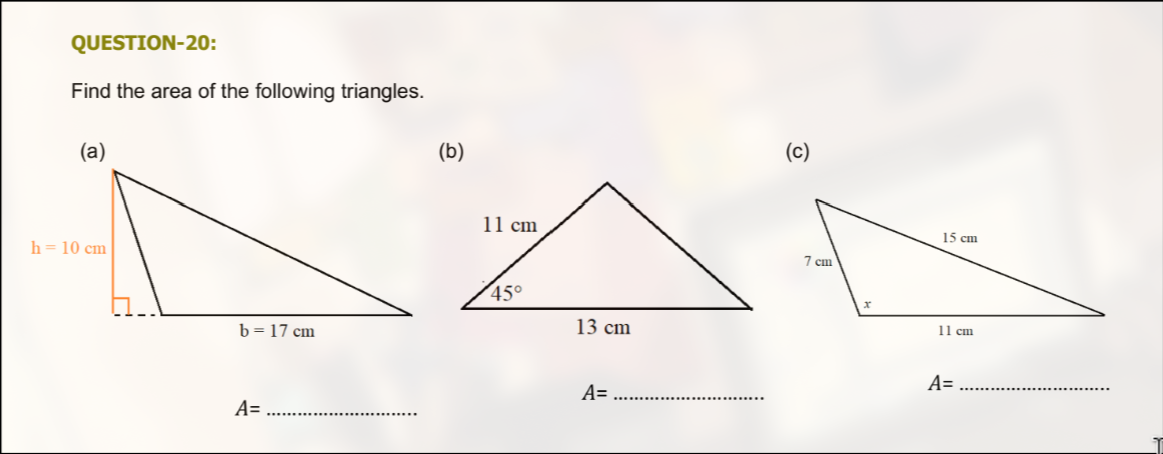 QUESTION-20:
Find the area of the following triangles.
(a)
(b)
(c)
h = 10 cm
b = 17 cm
11 cm
45°
13 cm
7 cm
15 cm
x
11 cm
A= ...........................
A= ...........................
A= ...........................